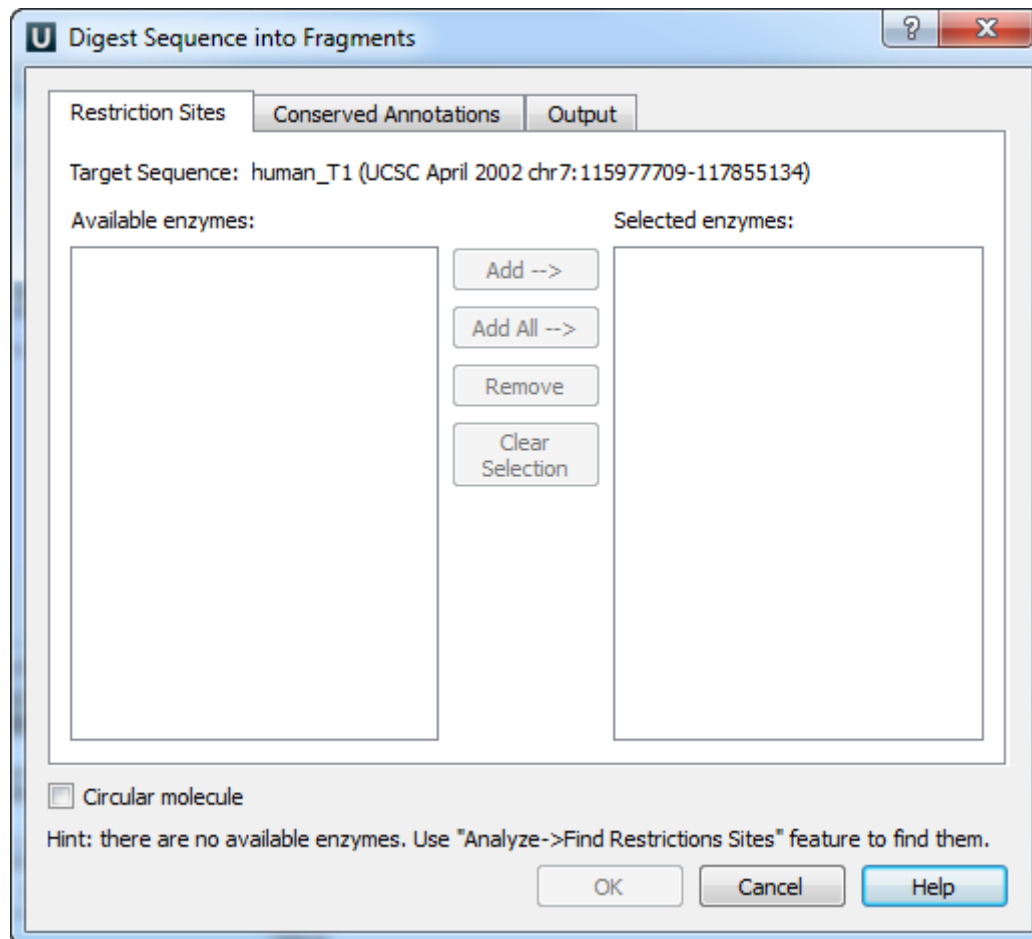 U Digest Sequence into Fragments
? X
Restriction Sites Conserved Annotations Output
Target Sequence: human_T1 (UCSC April 2002 chr7:115977709-117855134)
Available enzymes: Selected enzymes:
Add -->
Add All -->
Remove
Clear
Selection
Circular molecule
Hint: there are no available enzymes. Use "Analyze->Find Restrictions Sites" feature to find them.
OK Cancel Help